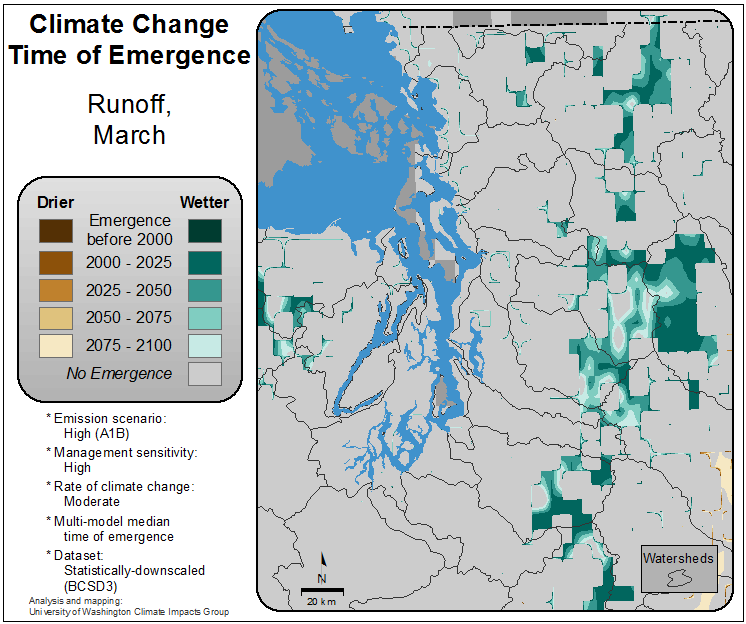 Climate Change
Time of Emergence
Runoff,
March
Drier
Wetter
Emergence
before 2000
2000 - 2025
2025 - 2050
2050 - 2075
2075 - 2100
No Emergence
* Emission scenario:
High (A1B)
* Management sensitivity:
High
* Rate of climate change:
Moderate
* Multi-model median
time of emergence
* Dataset:
Statistically-downscaled
(BCSD3)
Analysis and mapping:
University of Washington Climate Impacts Group
N
20 km
Watersheds